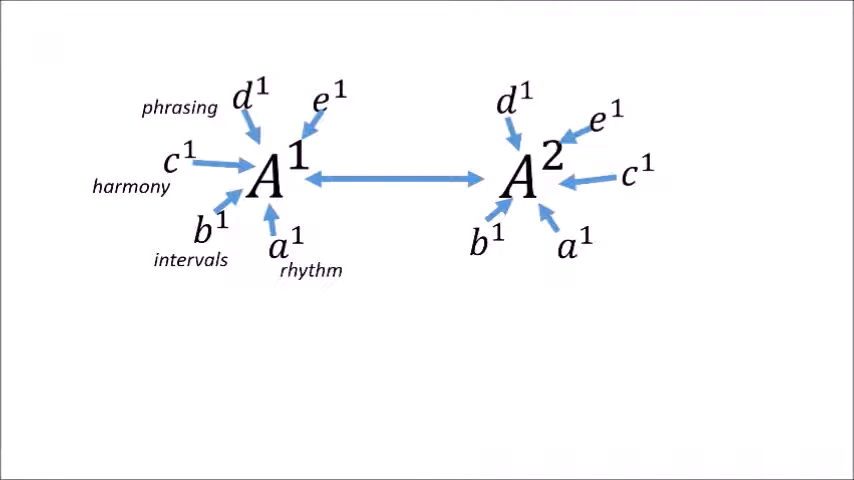 d¹ e¹ d¹ e¹
phrasing
c¹ A¹ A² c¹
harmony
b¹ a¹ b¹ a¹
intervals
rhythm